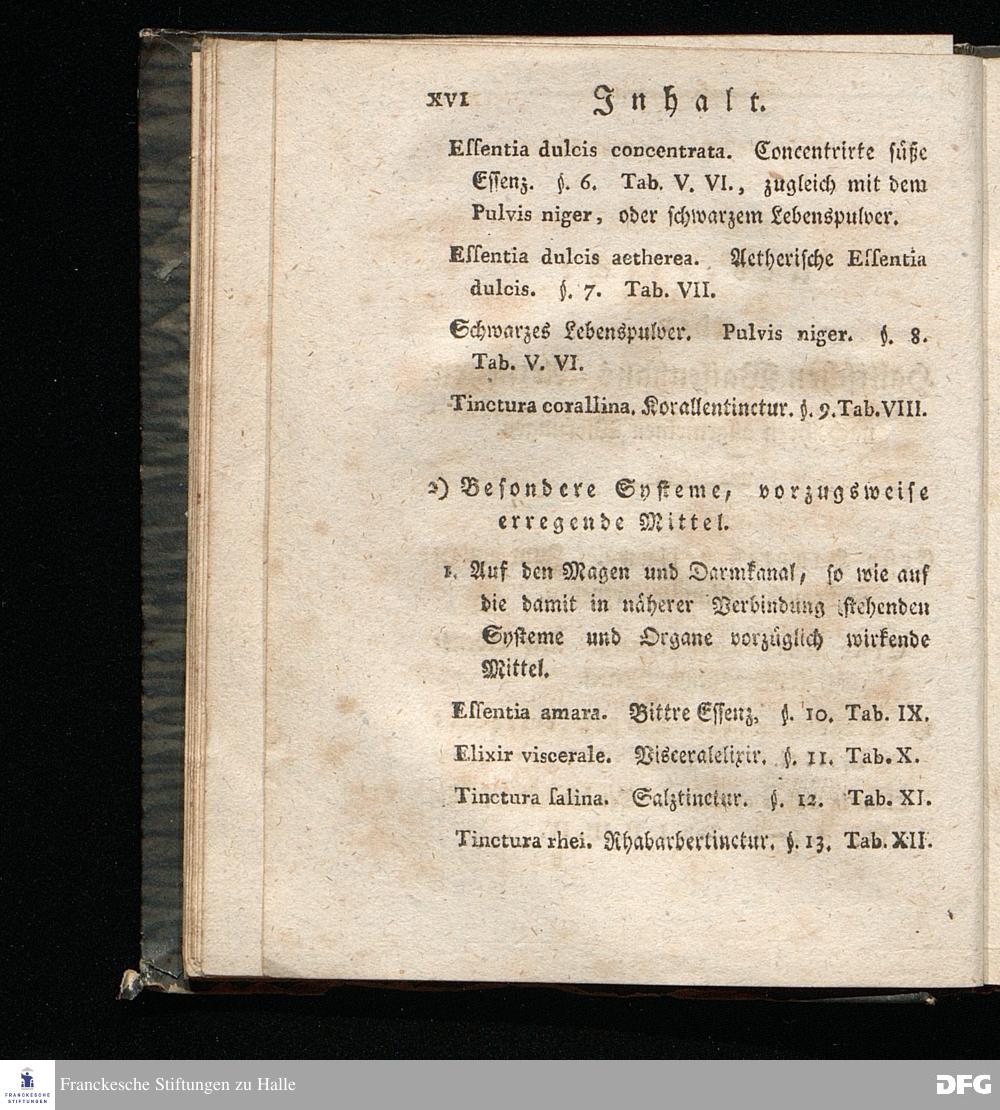 XVI Inhalt.
Eſſentia dulcis concentrata. Concentrirte ſüße
Eſſenz. §. 6. Tab. V. VI., zugleich mit dem
Pulvis niger, oder ſchwarzem Lebenspulver.
Eſſentia dulcis aetherea. Aetheriſche Eſſentia
dulcis. §. 7. Tab. VII.
Schwarzes Lebenspulver. Pulvis niger. §. 8.
Tab. V. VI.
Tinctura corallina. Korallentinctur. §. 9. Tab. VIII.
2) Beſondere Syſteme, vorzugsweiſe
erregende Mittel.
1. Auf den Magen und Darmkanal, ſo wie auf
die damit in näherer Verbindung ſtehenden
Syſteme und Organe vorzüglich wirkende
Mittel.
Eſſentia amara. Bittre Eſſenz, §. 10. Tab. IX.
Elixir viscerale. Visceralelixir. §. 11. Tab. X.
Tinctura ſalina. Salztinctur. §. 12. Tab. XI.
Tinctura rhei. Rhabarbertinctur. §. 13. Tab. XII.
FRANCKESCHE
STIFTUNGEN
Franckesche Stiftungen zu Halle
DFG